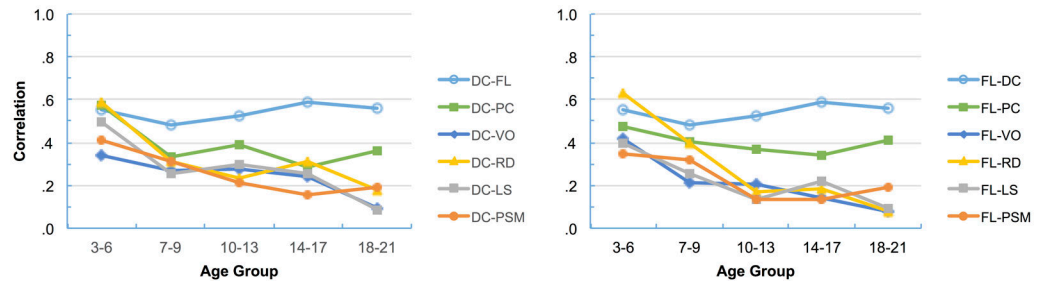 1.0
.8
.6
.4
.2
.0
Correlation
3-6 7-9 10-13 14-17 18-21
Age Group
DC-FL
DC-PC
DC-VO
DC-RD
DC-LS
DC-PSM
1.0
.8
.6
.4
.2
.0
3-6 7-9 10-13 14-17 18-21
Age Group
FL-DC
FL-PC
FL-VO
FL-RD
FL-LS
FL-PSM